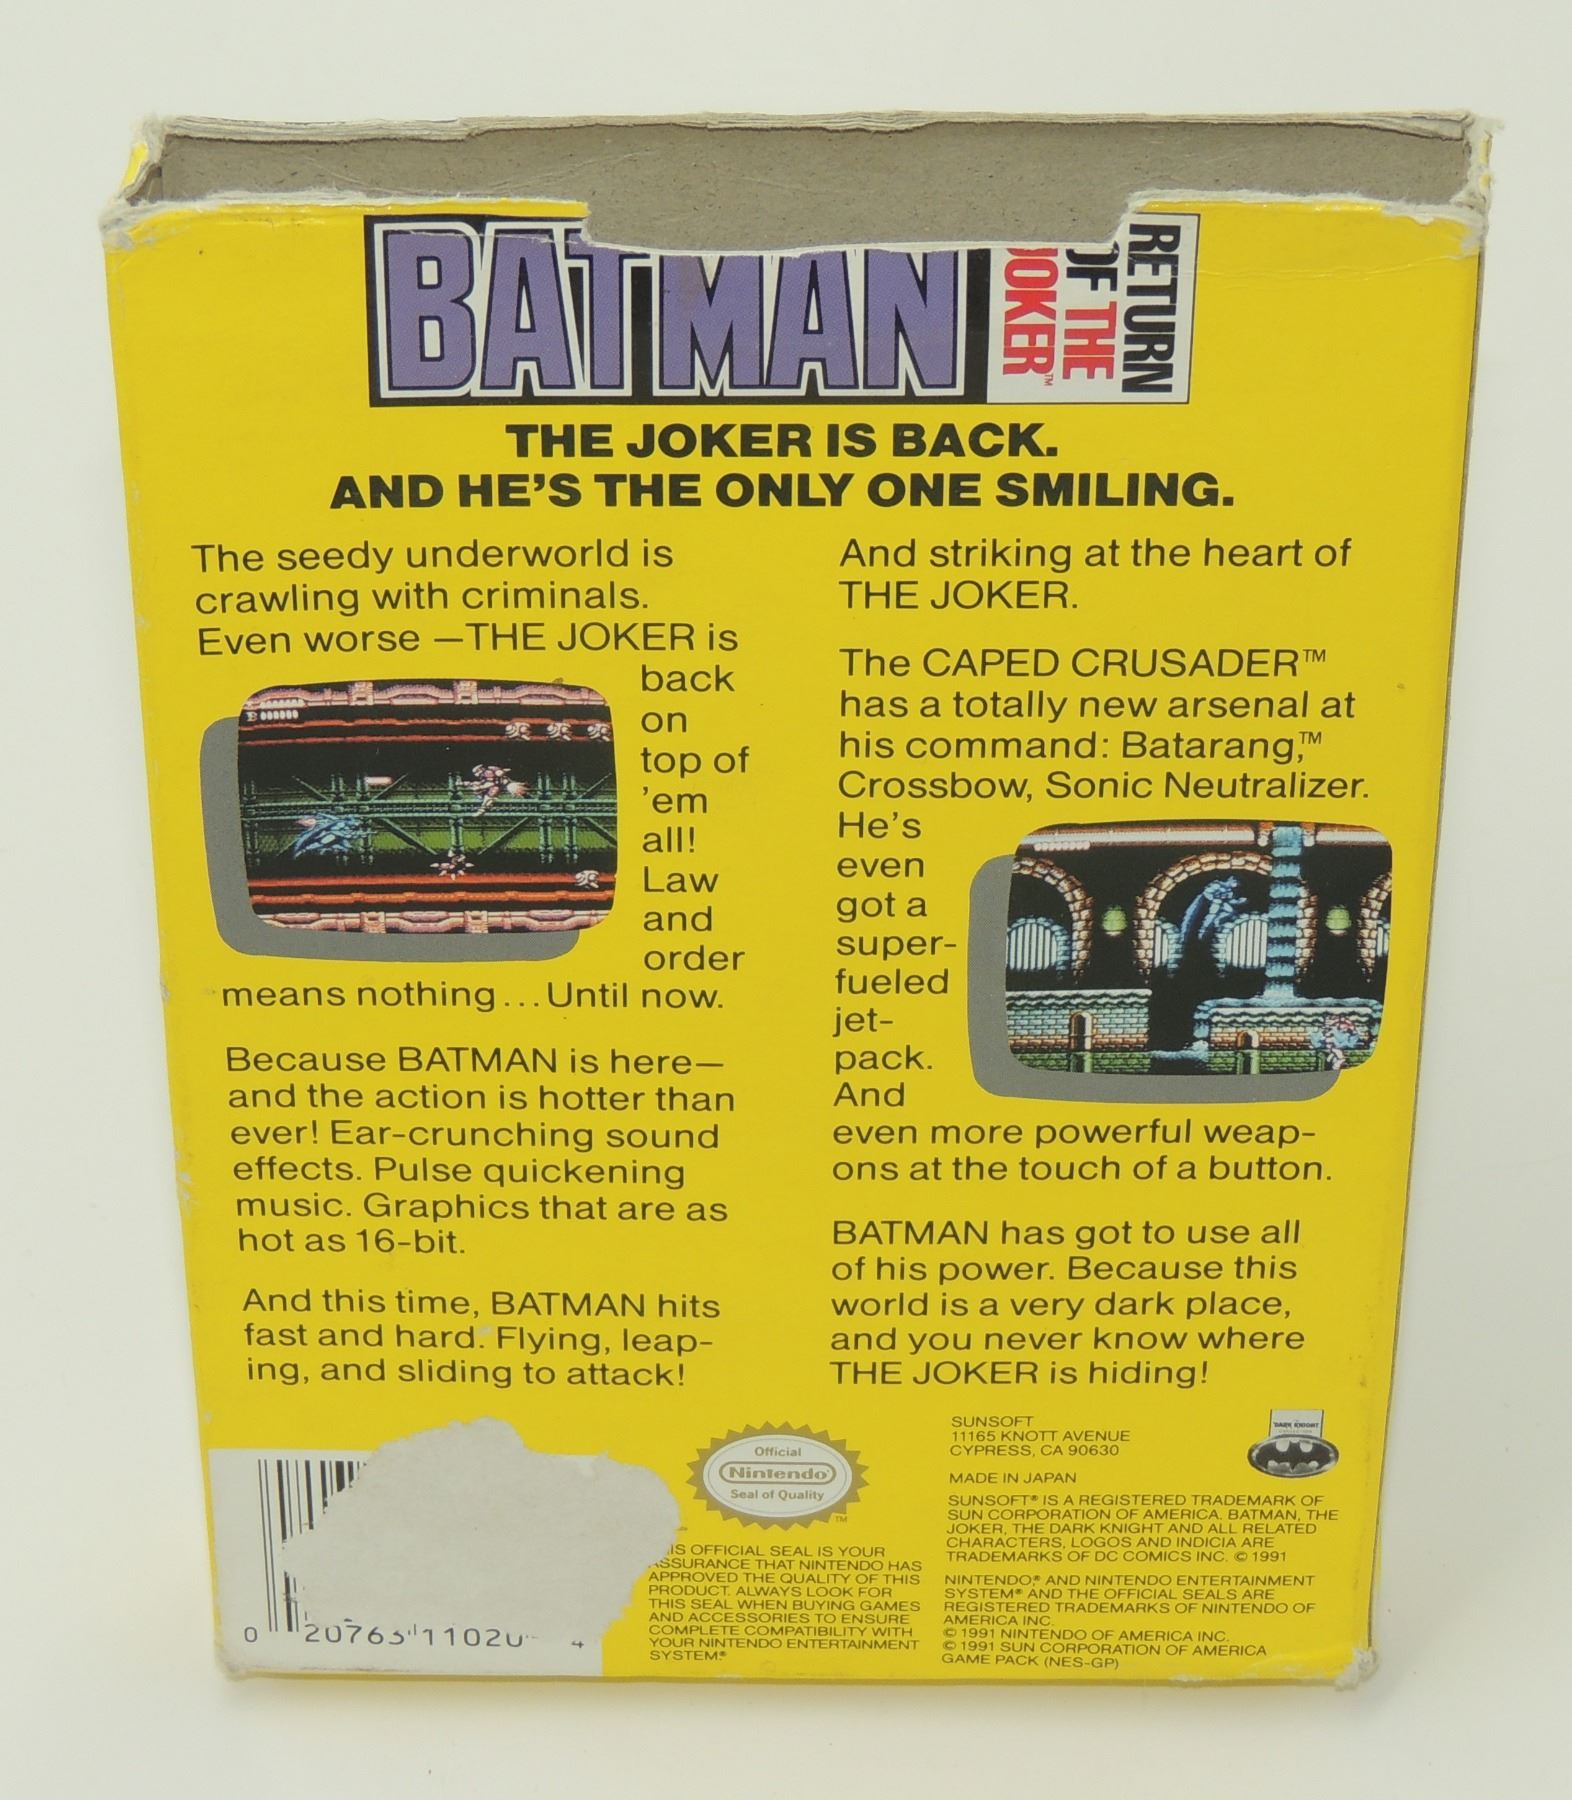 BATMAN
RETURN
OF THE
JOKER™
THE JOKER IS BACK.
AND HE'S THE ONLY ONE SMILING.
The seedy underworld is
crawling with criminals.
Even worse —THE JOKER is
back
on
top of
'em
all!
Law
and
order
means nothing...Until now.
Because BATMAN is here—
and the action is hotter than
ever! Ear-crunching sound
effects. Pulse quickening
music. Graphics that are as
hot as 16-bit.
And this time, BATMAN hits
fast and hard. Flying, leap-
ing, and sliding to attack!
And striking at the heart of
THE JOKER.
The CAPED CRUSADER™
has a totally new arsenal at
his command: Batarang,™
Crossbow, Sonic Neutralizer.
He's
even
got a
super-
fueled
jet-
pack.
And
even more powerful weap-
ons at the touch of a button.
BATMAN has got to use all
of his power. Because this
world is a very dark place,
and you never know where
THE JOKER is hiding!
0 20763 11020 4
Official
Nintendo
Seal of Quality
TM
IS OFFICIAL SEAL IS YOUR
ASSURANCE THAT NINTENDO HAS
APPROVED THE QUALITY OF THIS
PRODUCT. ALWAYS LOOK FOR
THIS SEAL WHEN BUYING GAMES
AND ACCESSORIES TO ENSURE
COMPLETE COMPATIBILITY WITH
YOUR NINTENDO ENTERTAINMENT
SYSTEM®
SUNSOFT
11165 KNOTT AVENUE
CYPRESS, CA 90630
MADE IN JAPAN
DARK KNIGHT
SUNSOFT® IS A REGISTERED TRADEMARK OF
SUN CORPORATION OF AMERICA. BATMAN, THE
JOKER, THE DARK KNIGHT AND ALL RELATED
CHARACTERS, LOGOS AND INDICIA ARE
TRADEMARKS OF DC COMICS INC. © 1991
NINTENDO® AND NINTENDO ENTERTAINMENT
SYSTEM® AND THE OFFICIAL SEALS ARE
REGISTERED TRADEMARKS OF NINTENDO OF
AMERICA INC.
© 1991 NINTENDO OF AMERICA INC.
© 1991 SUN CORPORATION OF AMERICA
GAME PACK (NES-GP)